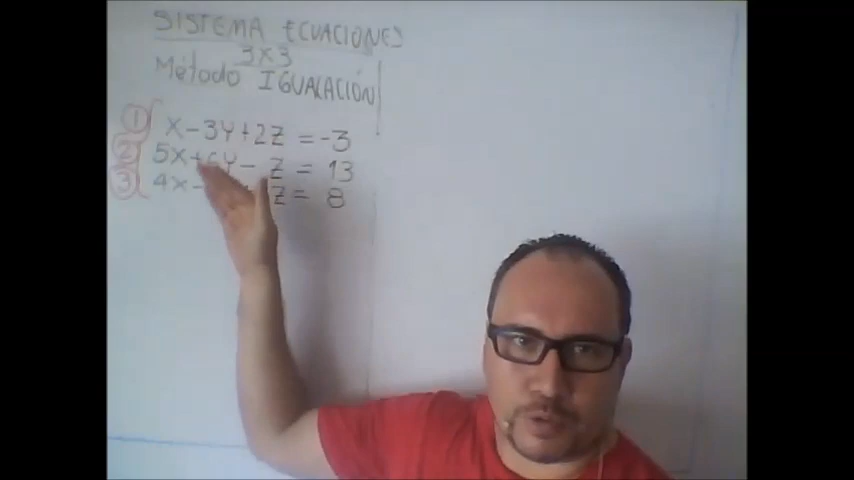 SISTEMA ECUACIONES
3X3
Método IGUALACIÓN
① X-3Y+2Z = -3
② 5X+6Y- Z = 13
③ 4X- Z = 8